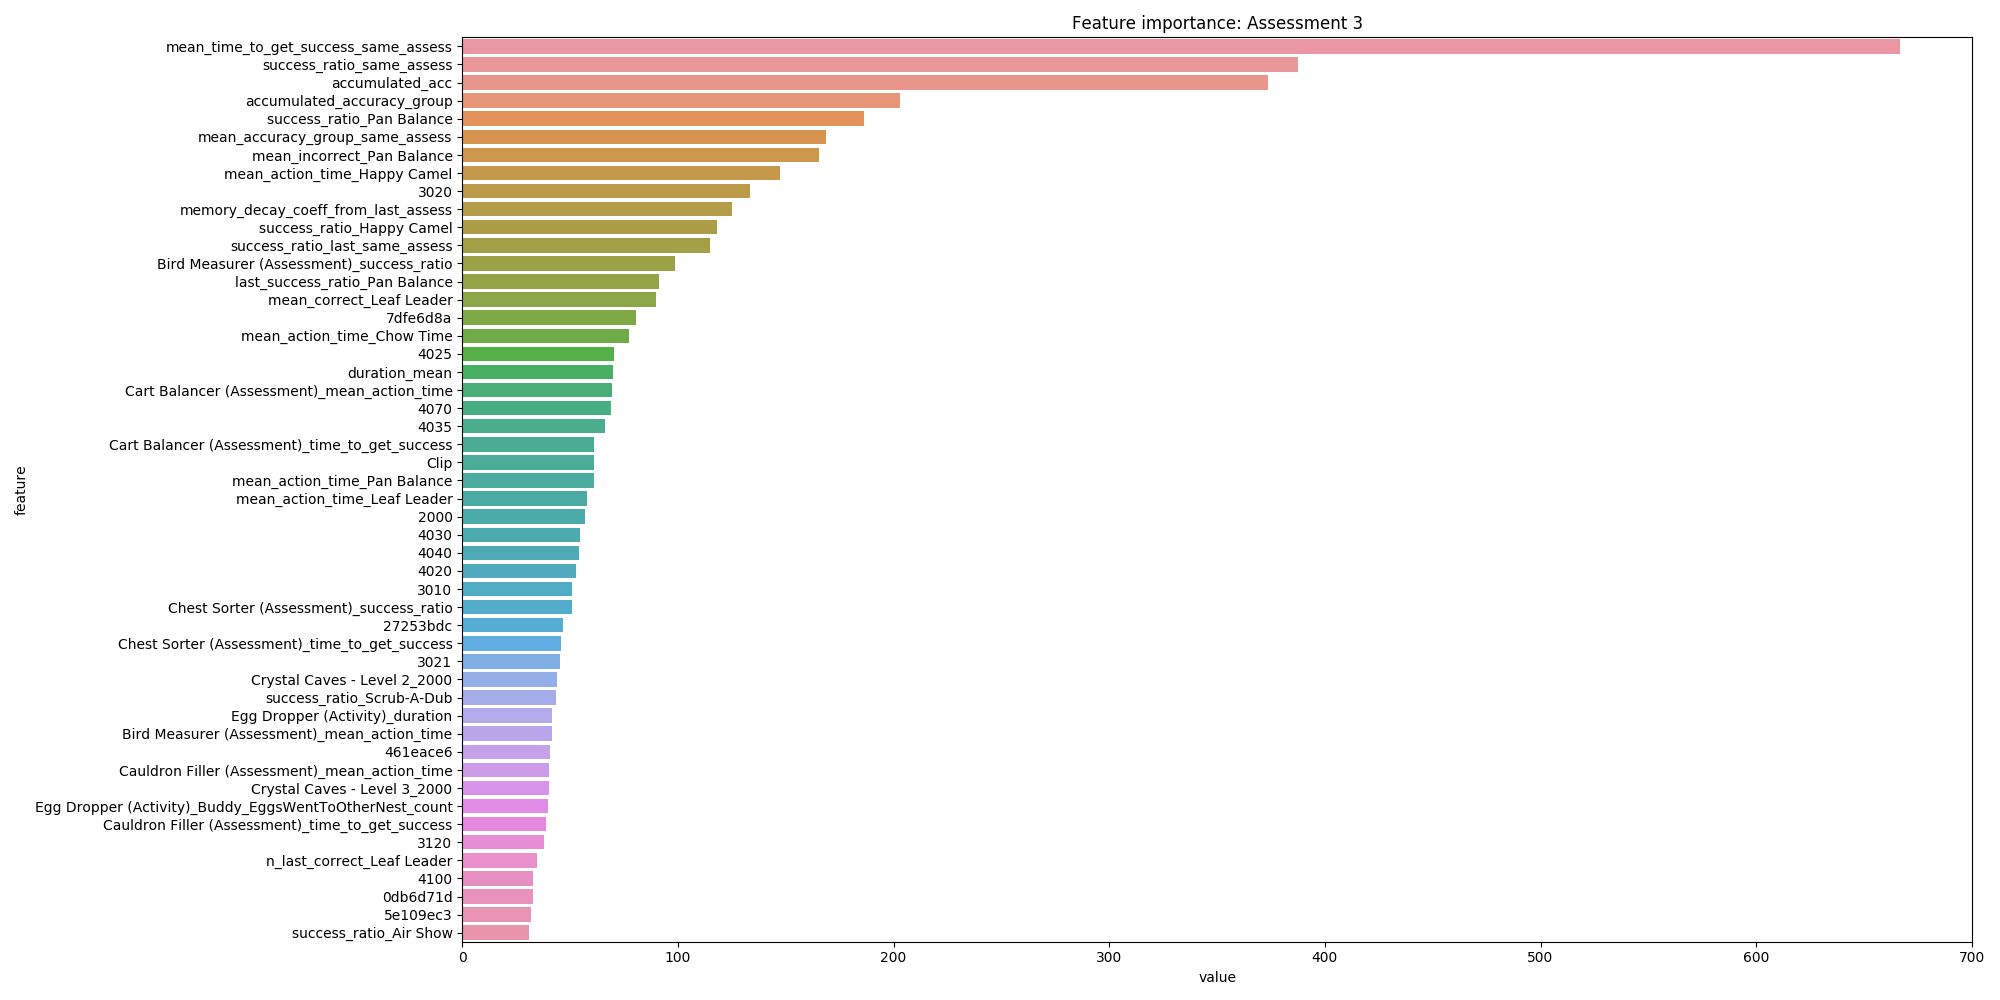 Feature importance: Assessment 3
mean_time_to_get_success_same_assess
success_ratio_same_assess
accumulated_acc
accumulated_accuracy_group
success_ratio_Pan Balance
mean_accuracy_group_same_assess
mean_incorrect_Pan Balance
mean_action_time_Happy Camel
3020
memory_decay_coeff_from_last_assess
success_ratio_Happy Camel
success_ratio_last_same_assess
Bird Measurer (Assessment)_success_ratio
last_success_ratio_Pan Balance
mean_correct_Leaf Leader
7dfe6d8a
mean_action_time_Chow Time
4025
duration_mean
Cart Balancer (Assessment)_mean_action_time
4070
4035
Cart Balancer (Assessment)_time_to_get_success
Clip
mean_action_time_Pan Balance
mean_action_time_Leaf Leader
2000
4030
4040
4020
3010
Chest Sorter (Assessment)_success_ratio
27253bdc
Chest Sorter (Assessment)_time_to_get_success
3021
Crystal Caves - Level 2_2000
success_ratio_Scrub-A-Dub
Egg Dropper (Activity)_duration
Bird Measurer (Assessment)_mean_action_time
461eace6
Cauldron Filler (Assessment)_mean_action_time
Crystal Caves - Level 3_2000
Egg Dropper (Activity)_Buddy_EggsWentToOtherNest_count
Cauldron Filler (Assessment)_time_to_get_success
3120
n_last_correct_Leaf Leader
4100
0db6d71d
5e109ec3
success_ratio_Air Show
feature
0 100 200 300 400 500 600 700
value